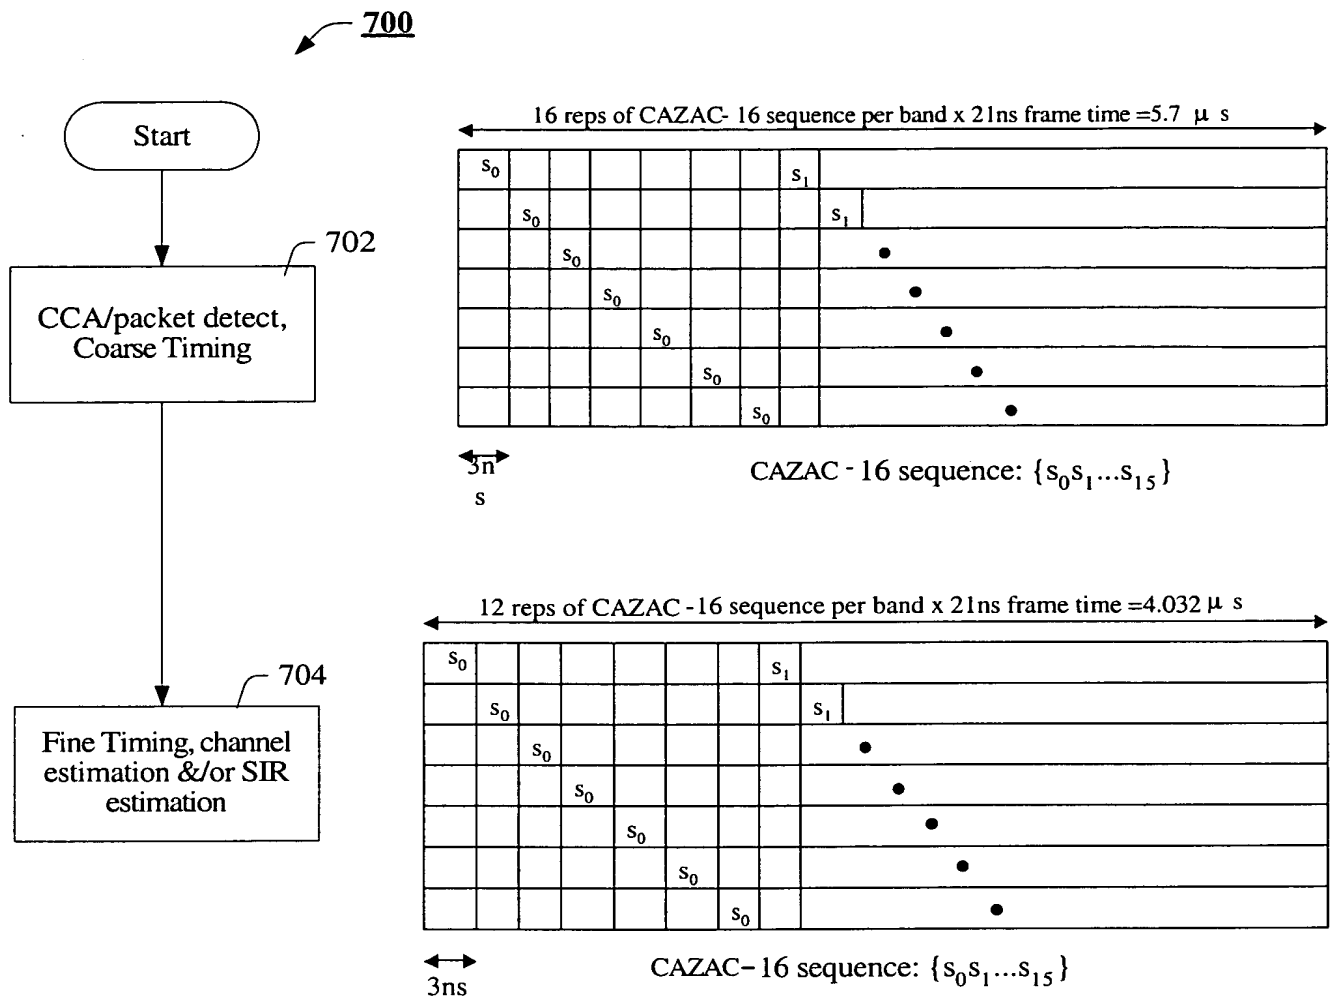 700
Start
702
CCA/packet detect,
Coarse Timing
704
Fine Timing, channel
estimation &/or SIR
estimation
16 reps of CAZAC- 16 sequence per band x 21ns frame time =5.7 μ s
s0 s1
s0 s1
s0
s0
s0
s0
s0
3n
s
CAZAC - 16 sequence: {s0s1...s15}
12 reps of CAZAC -16 sequence per band x 21ns frame time =4.032 μ s
s0 s1
s0 s1
s0
s0
s0
s0
s0
3ns
CAZAC-16 sequence: {s0s1...s15}